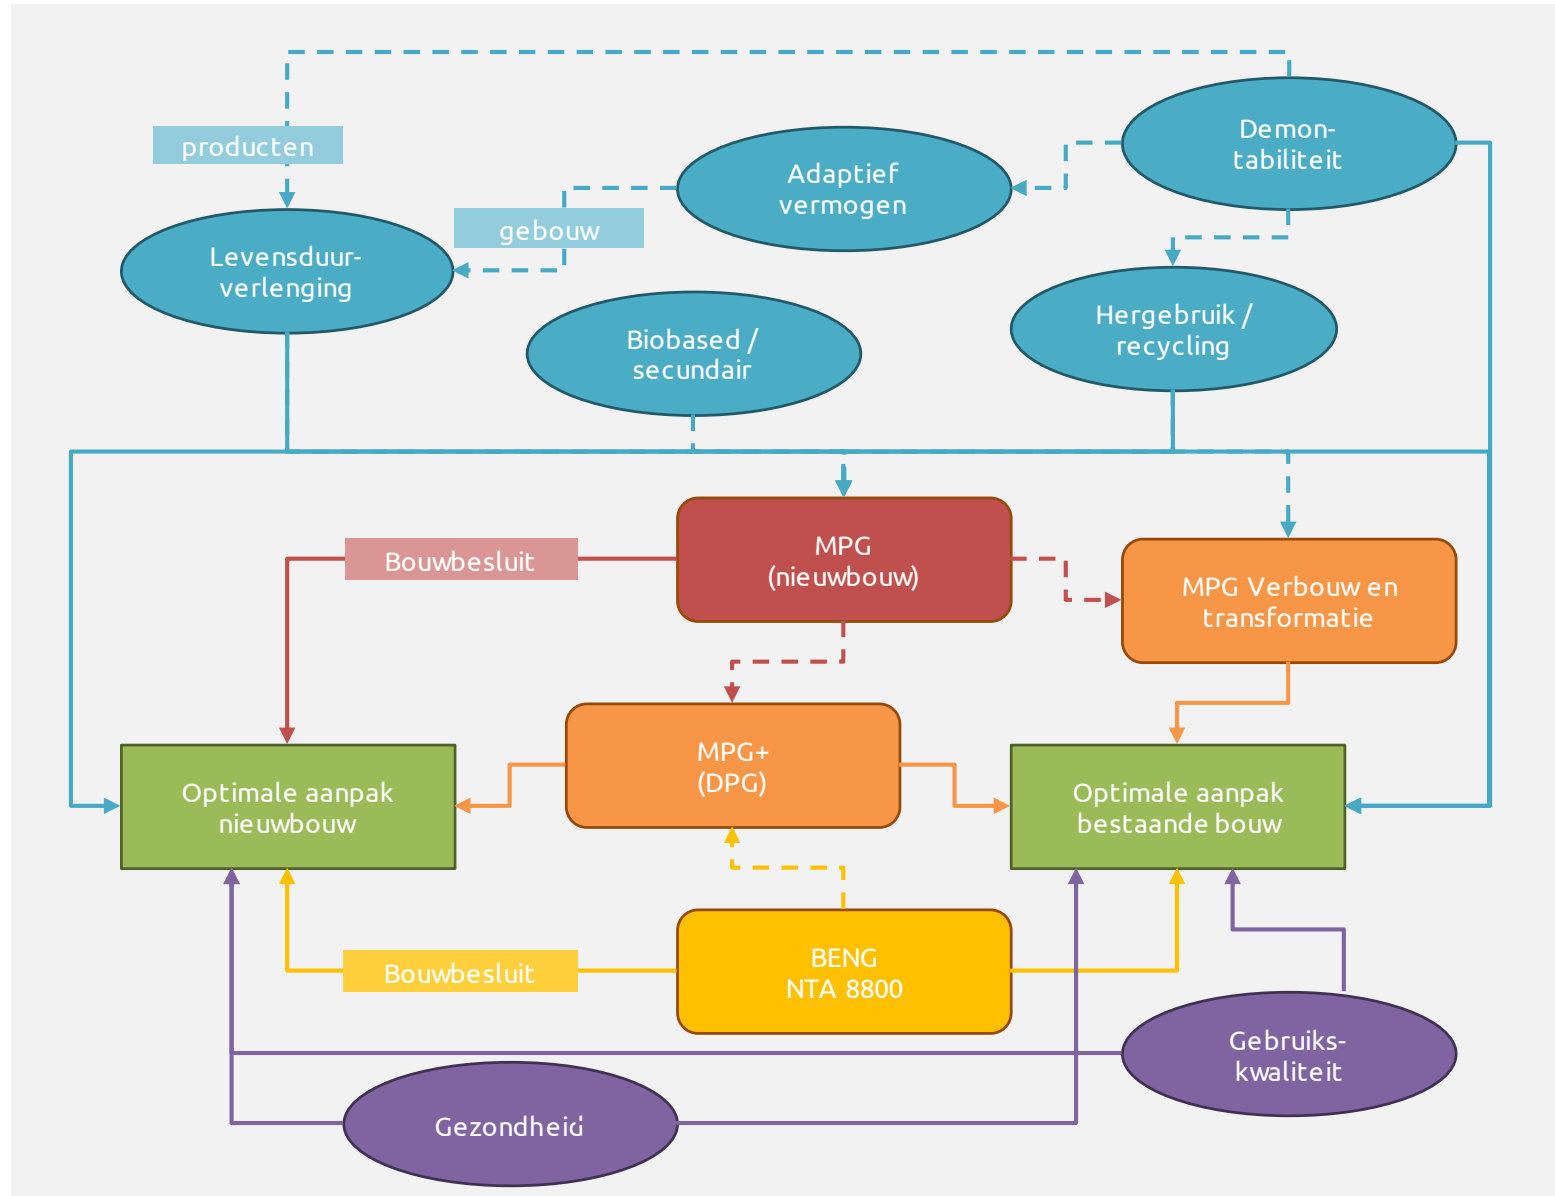 Demon-
tabiliteit
producten
Adaptief
vermogen
gebouw
Levensduur-
verlenging
Hergebruik /
recycling
Biobased /
secundair
MPG
(nieuwbouw)
Bouwbesluit
MPG Verbouw en
transformatie
MPG+
(DPG)
Optimale aanpak
nieuwbouw
Optimale aanpak
bestaande bouw
BENG
NTA 8800
Bouwbesluit
Gebruiks-
kwaliteit
Gezondheid